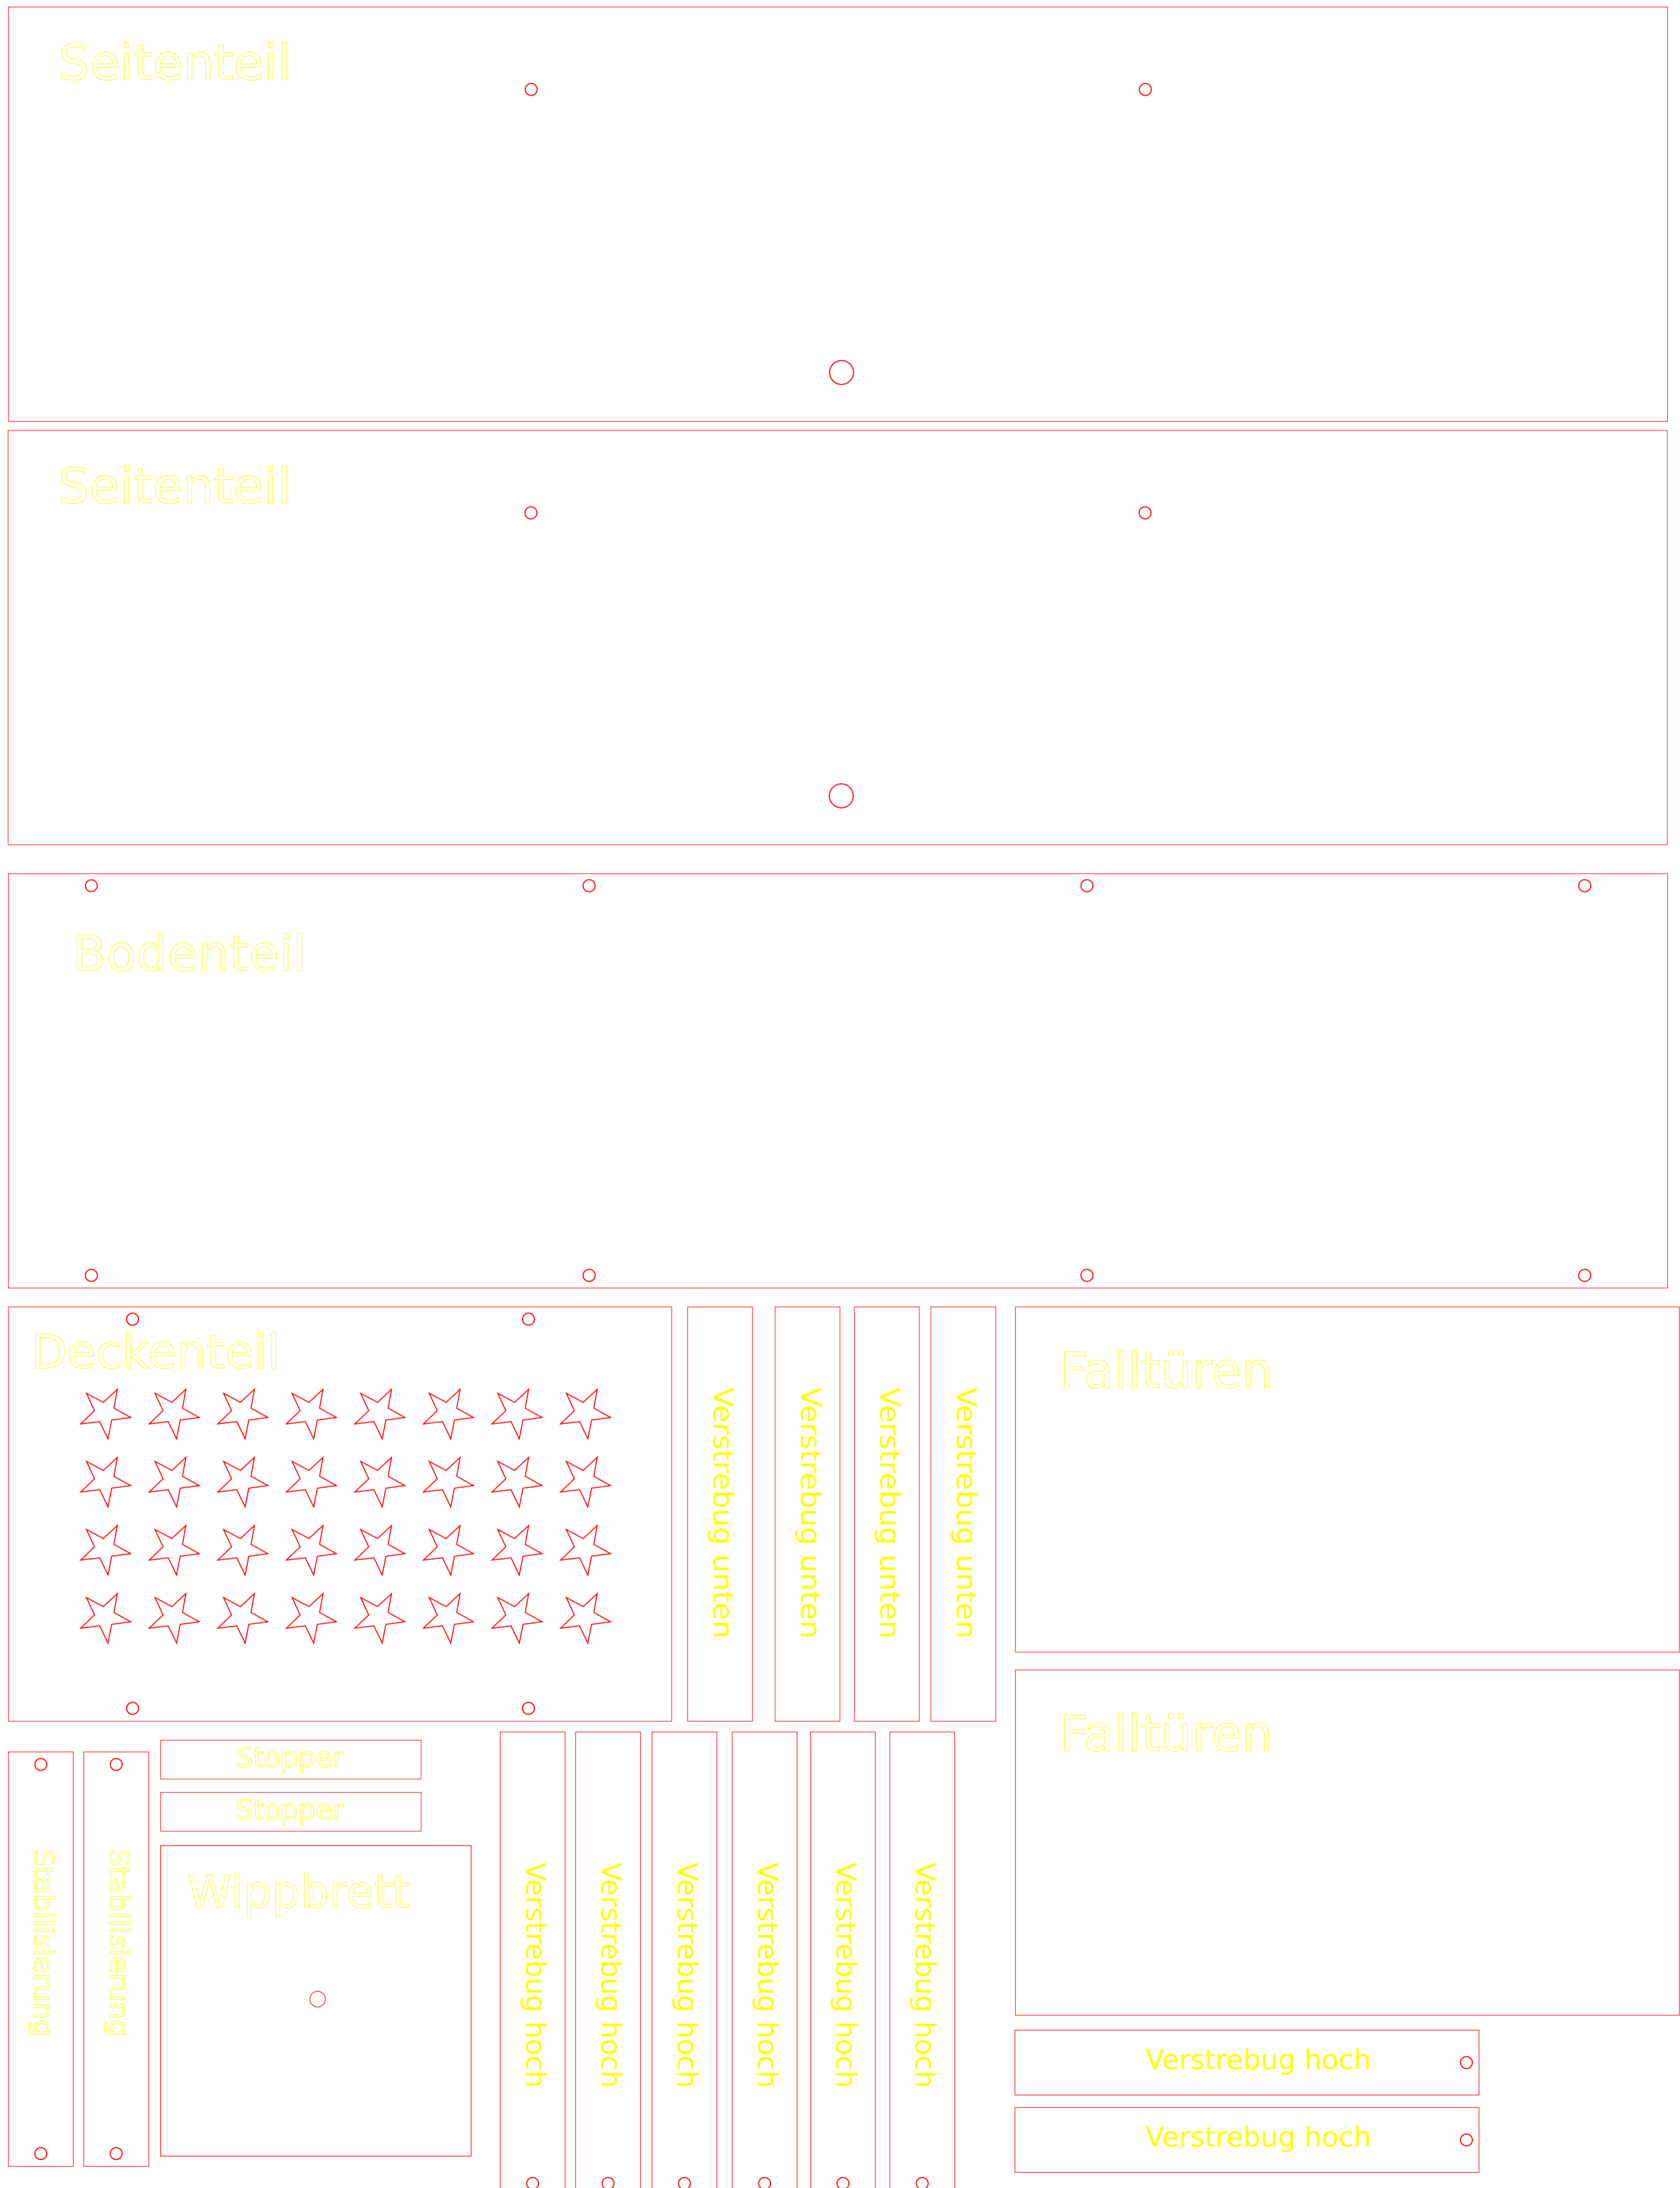 Seitenteil
Seitenteil
Bodenteil
Deckenteil
Verstrebug unten
Verstrebug unten
Verstrebug unten
Verstrebug unten
Falltüren
Falltüren
Stopper
Stopper
Stabilisierung
Stabilisierung
Wippbrett
Verstrebug hoch
Verstrebug hoch
Verstrebug hoch
Verstrebug hoch
Verstrebug hoch
Verstrebug hoch
Verstrebug hoch
Verstrebug hoch